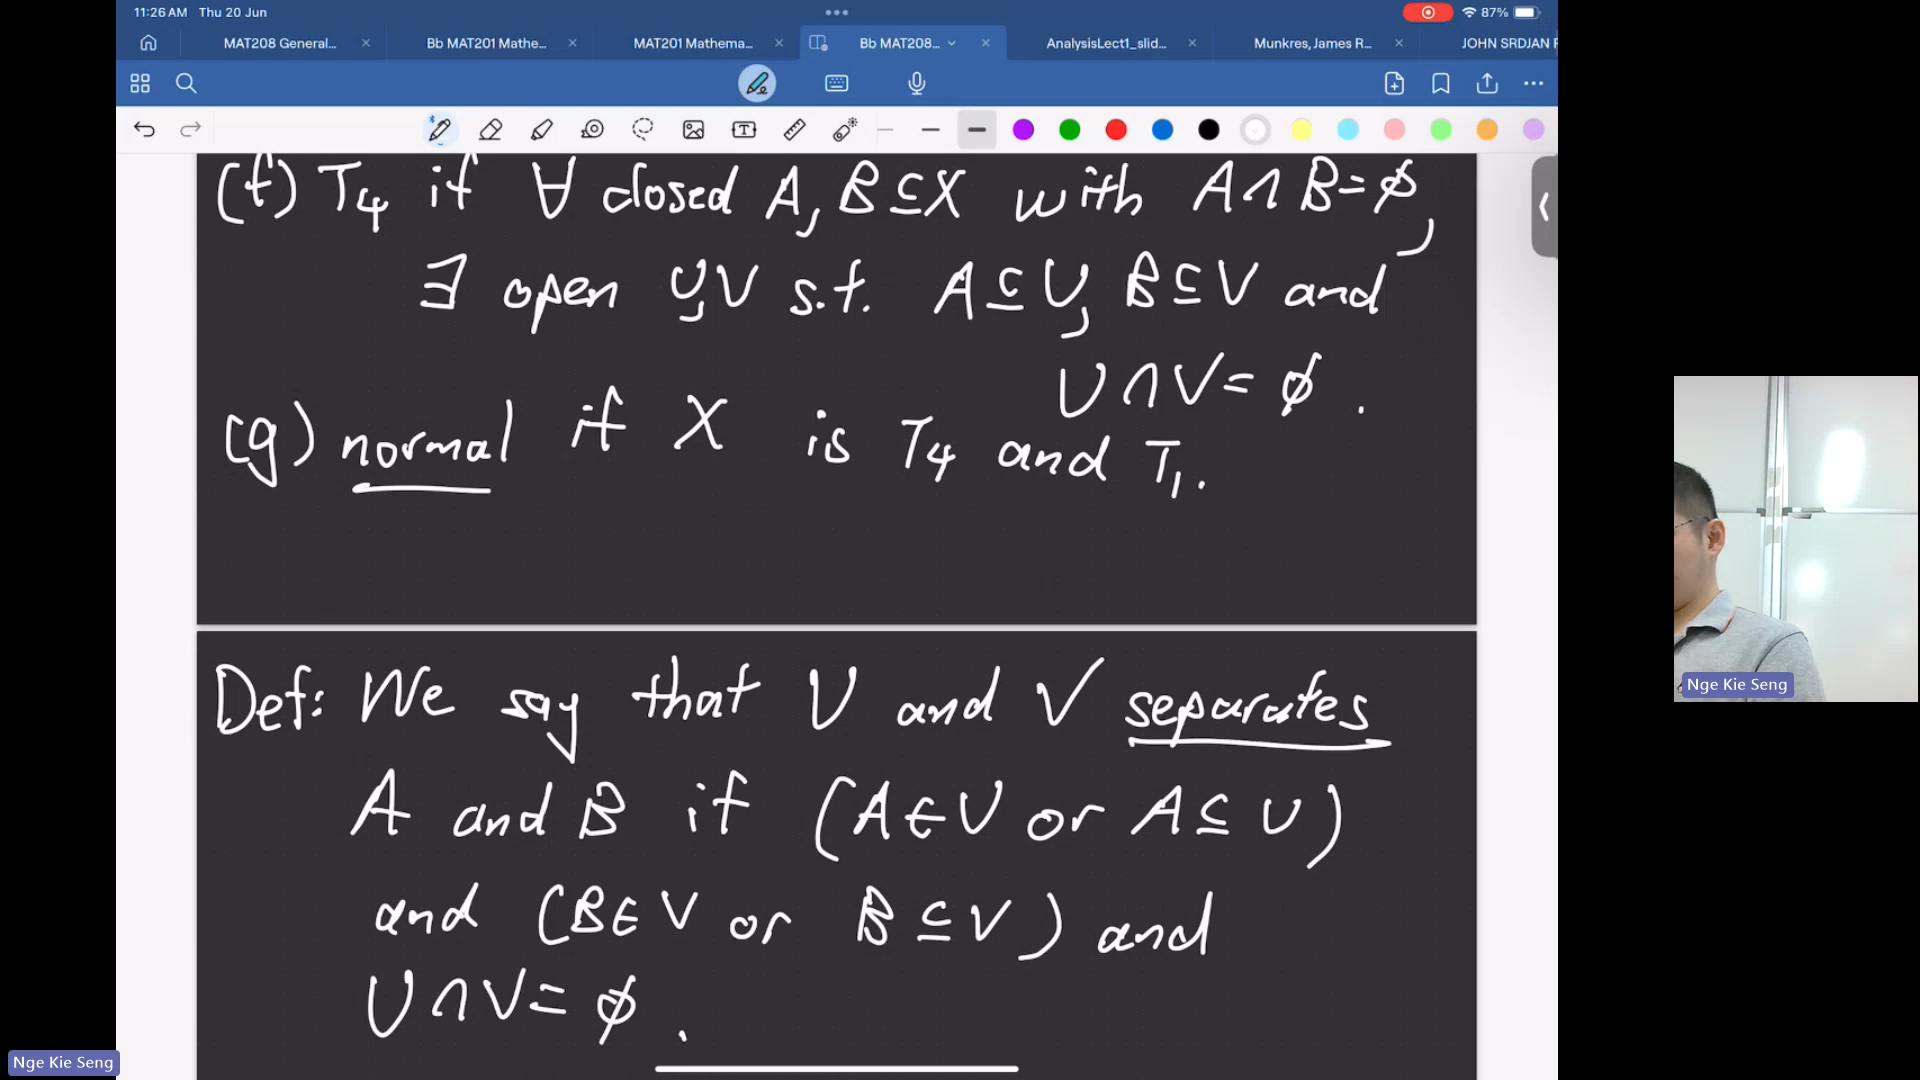 11:26 AM Thu 20 Jun
87%
MAT208 General...
Bb MAT201 Mathe...
MAT201 Mathema...
Bb MAT208...
AnalysisLect1_slid...
Munkres, James R...
JOHN SRDJAN
(f) T₄ if ∀ closed A, B ⊆ X with A ∩ B = ∅,
∃ open U, V s.t. A ⊆ U, B ⊆ V and
U ∩ V = ∅.
(g) normal if X is T₄ and T₁.
Def: We say that U and V separates
A and B if (A ∈ U or A ⊆ U)
and (B ∈ V or B ⊆ V) and
U ∩ V = ∅.
Nge Kie Seng
Nge Kie Seng